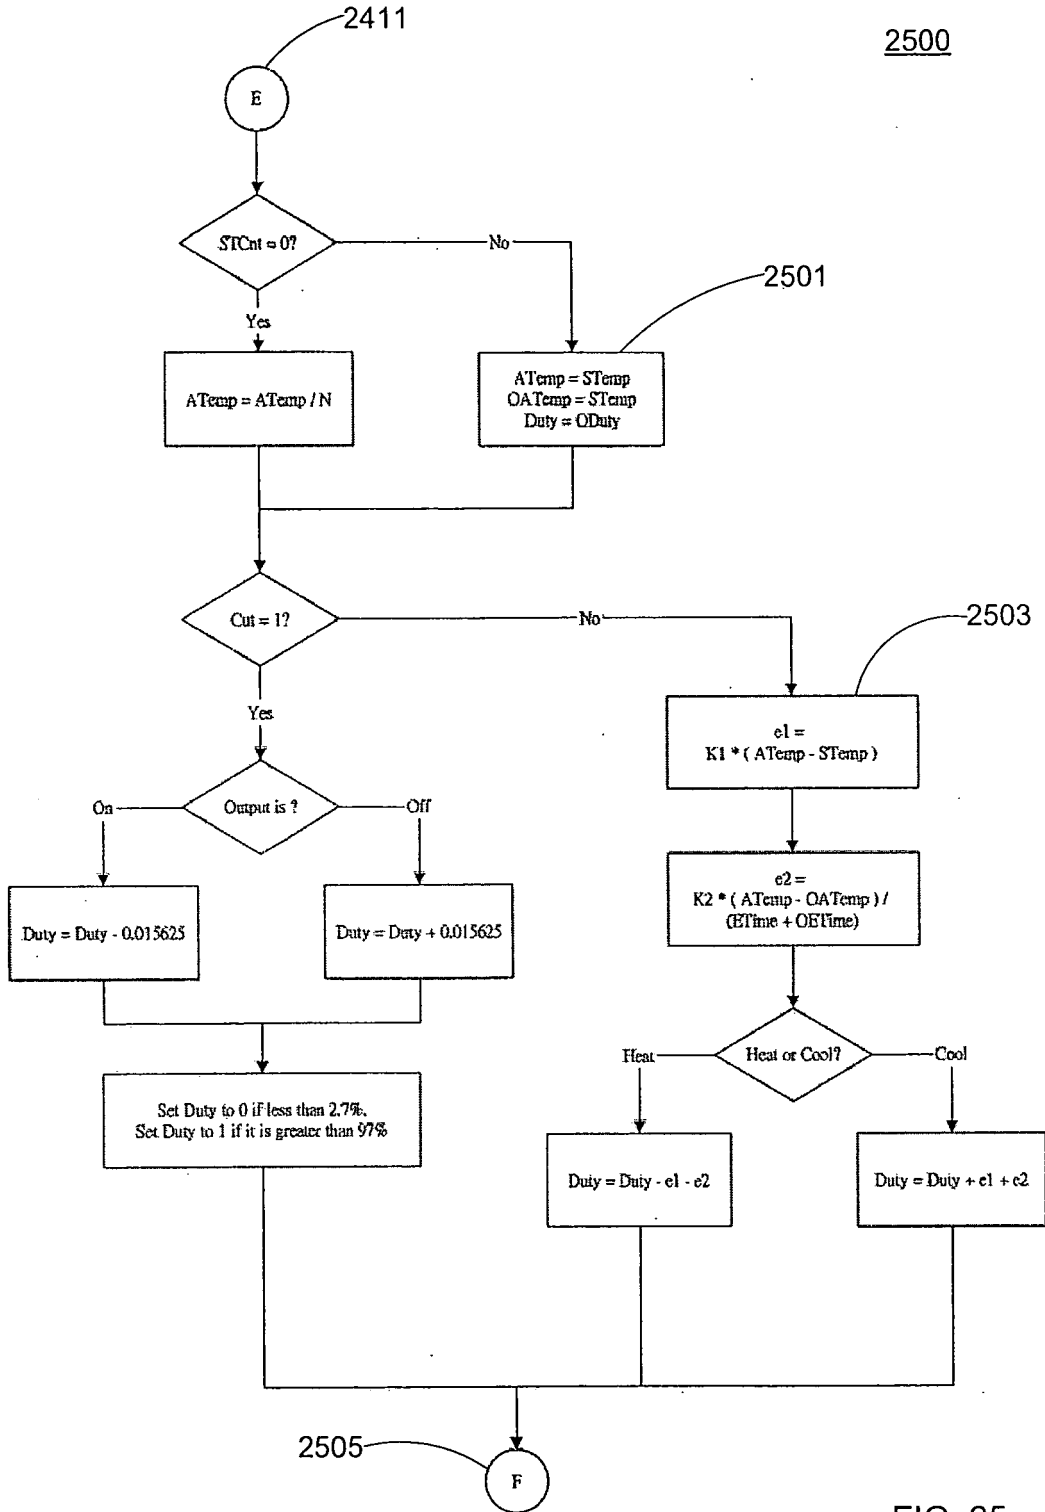 2411
2500
E
STCnt = 0?
No
2501
Yes
ATemp = ATemp / N
ATemp = STemp
OATemp = STemp
Duty = ODuty
Cut = 1?
No
2503
Yes
e1 =
K1 * ( ATemp - STemp )
On
Output is ?
Off
e2 =
K2 * ( ATemp - OATemp ) /
(ETime + OETime)
Duty = Duty - 0.015625
Duty = Duty + 0.015625
Heat
Heat or Cool?
Cool
Set Duty to 0 if less than 2.7%.
Set Duty to 1 if it is greater than 97%
Duty = Duty - e1 - e2
Duty = Duty + e1 + e2
2505
F